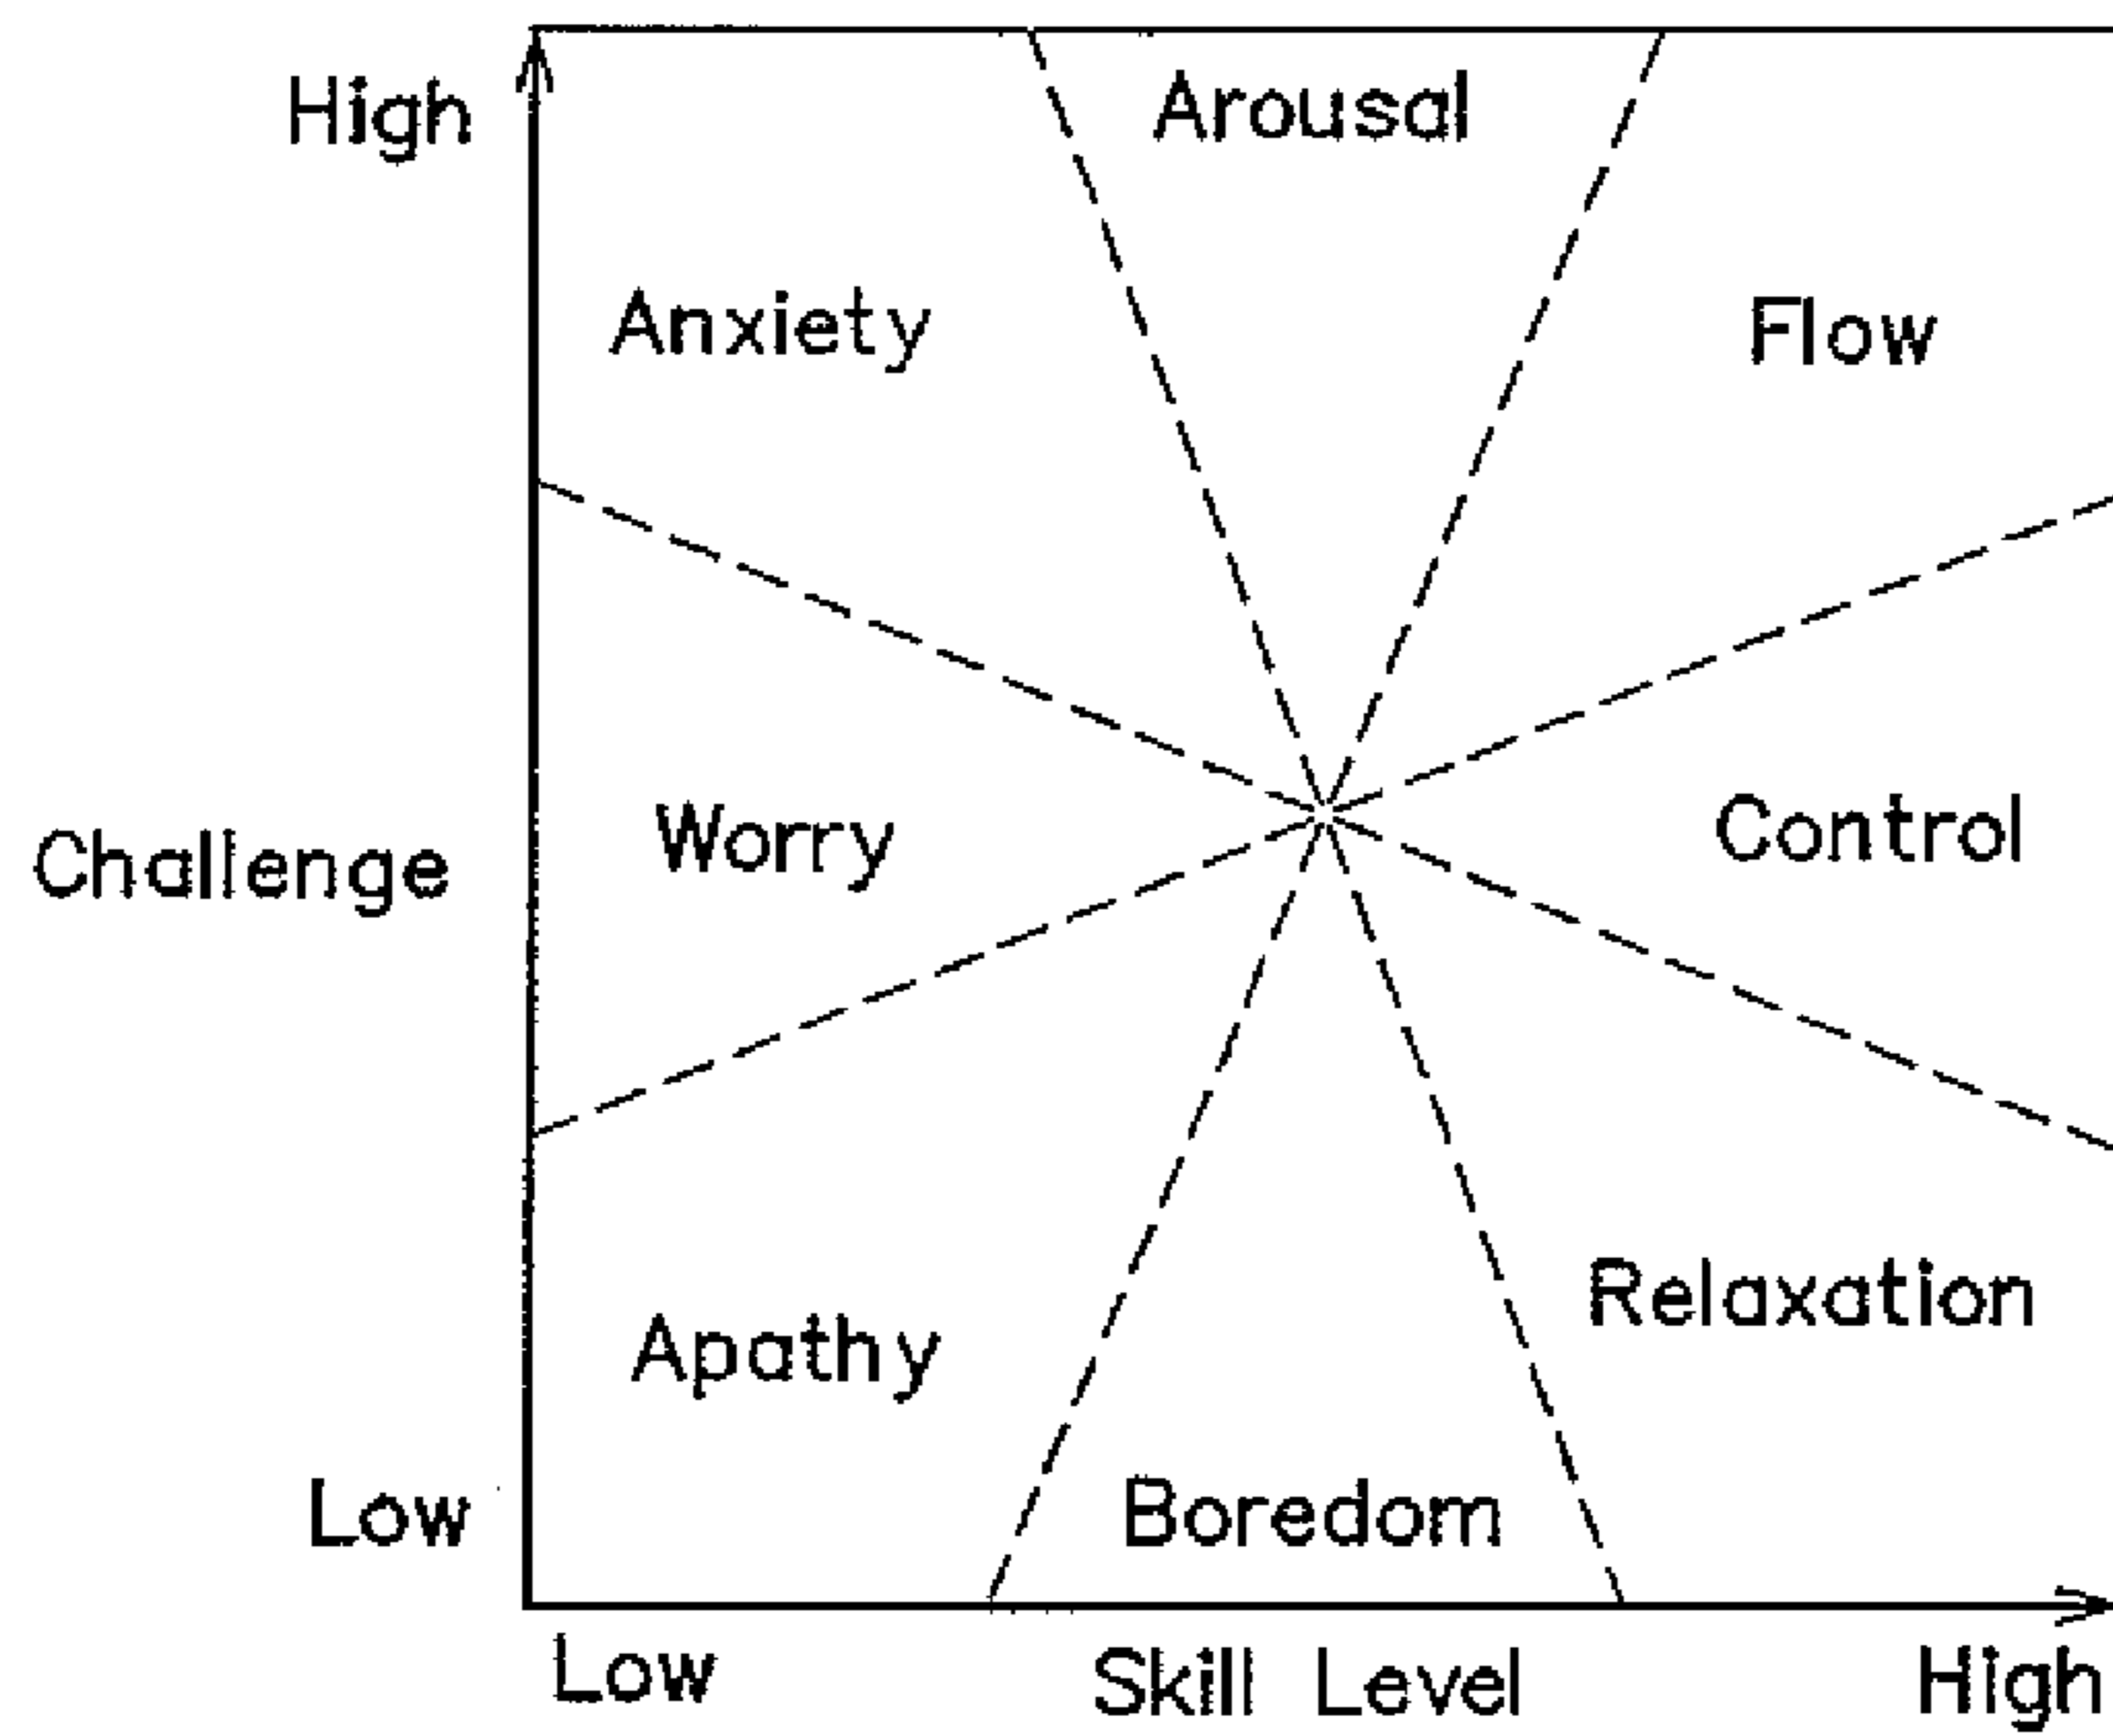 High
Arousal
Anxiety
Flow
Challenge
Worry
Control
Relaxation
Apathy
Low
Boredom
Low
Skill Level
High